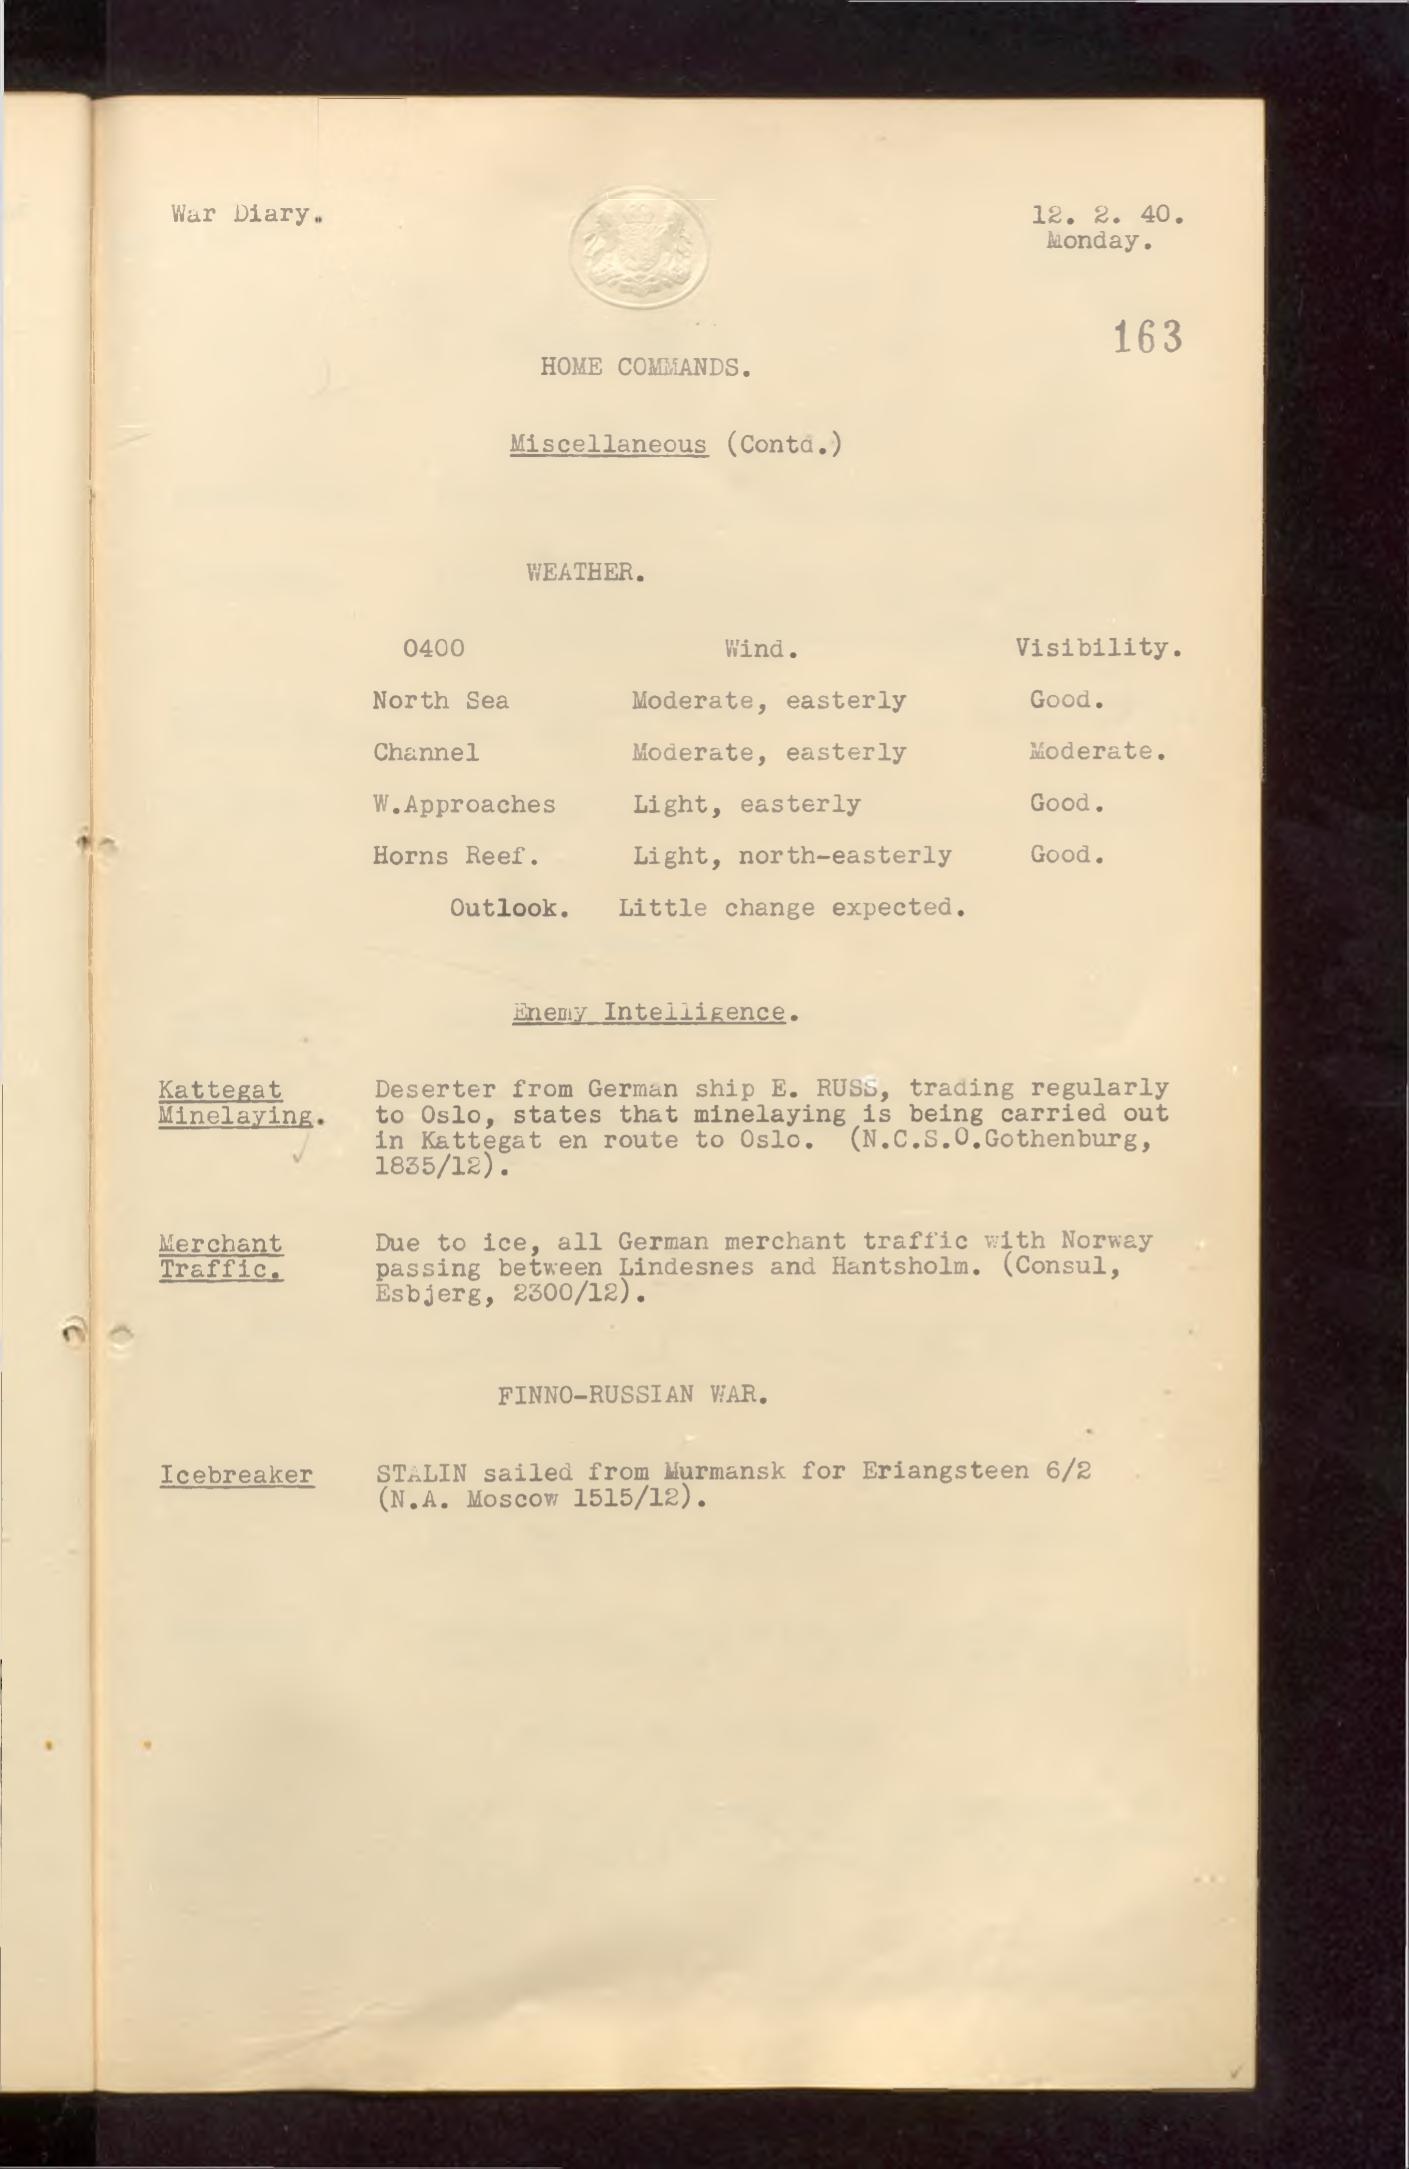 War Diary.
12. 2. 40.
Monday.
163
HOME COMMANDS.
Miscellaneous (Contd.)
WEATHER.
0400 Wind. Visibility.
North Sea Moderate, easterly Good.
Channel Moderate, easterly Moderate.
W.Approaches Light, easterly Good.
Horns Reef. Light, north-easterly Good.
Outlook. Little change expected.
Enemy Intelligence.
Kattegat Deserter from German ship E. RUSS, trading regularly
Minelaying. to Oslo, states that minelaying is being carried out
in Kattegat en route to Oslo. (N.C.S.O.Gothenburg,
1835/12).
Merchant Due to ice, all German merchant traffic with Norway
Traffic. passing between Lindesnes and Hantsholm. (Consul,
Esbjerg, 2300/12).
FINNO-RUSSIAN WAR.
Icebreaker STALIN sailed from Murmansk for Eriangsteen 6/2
(N.A. Moscow 1515/12).